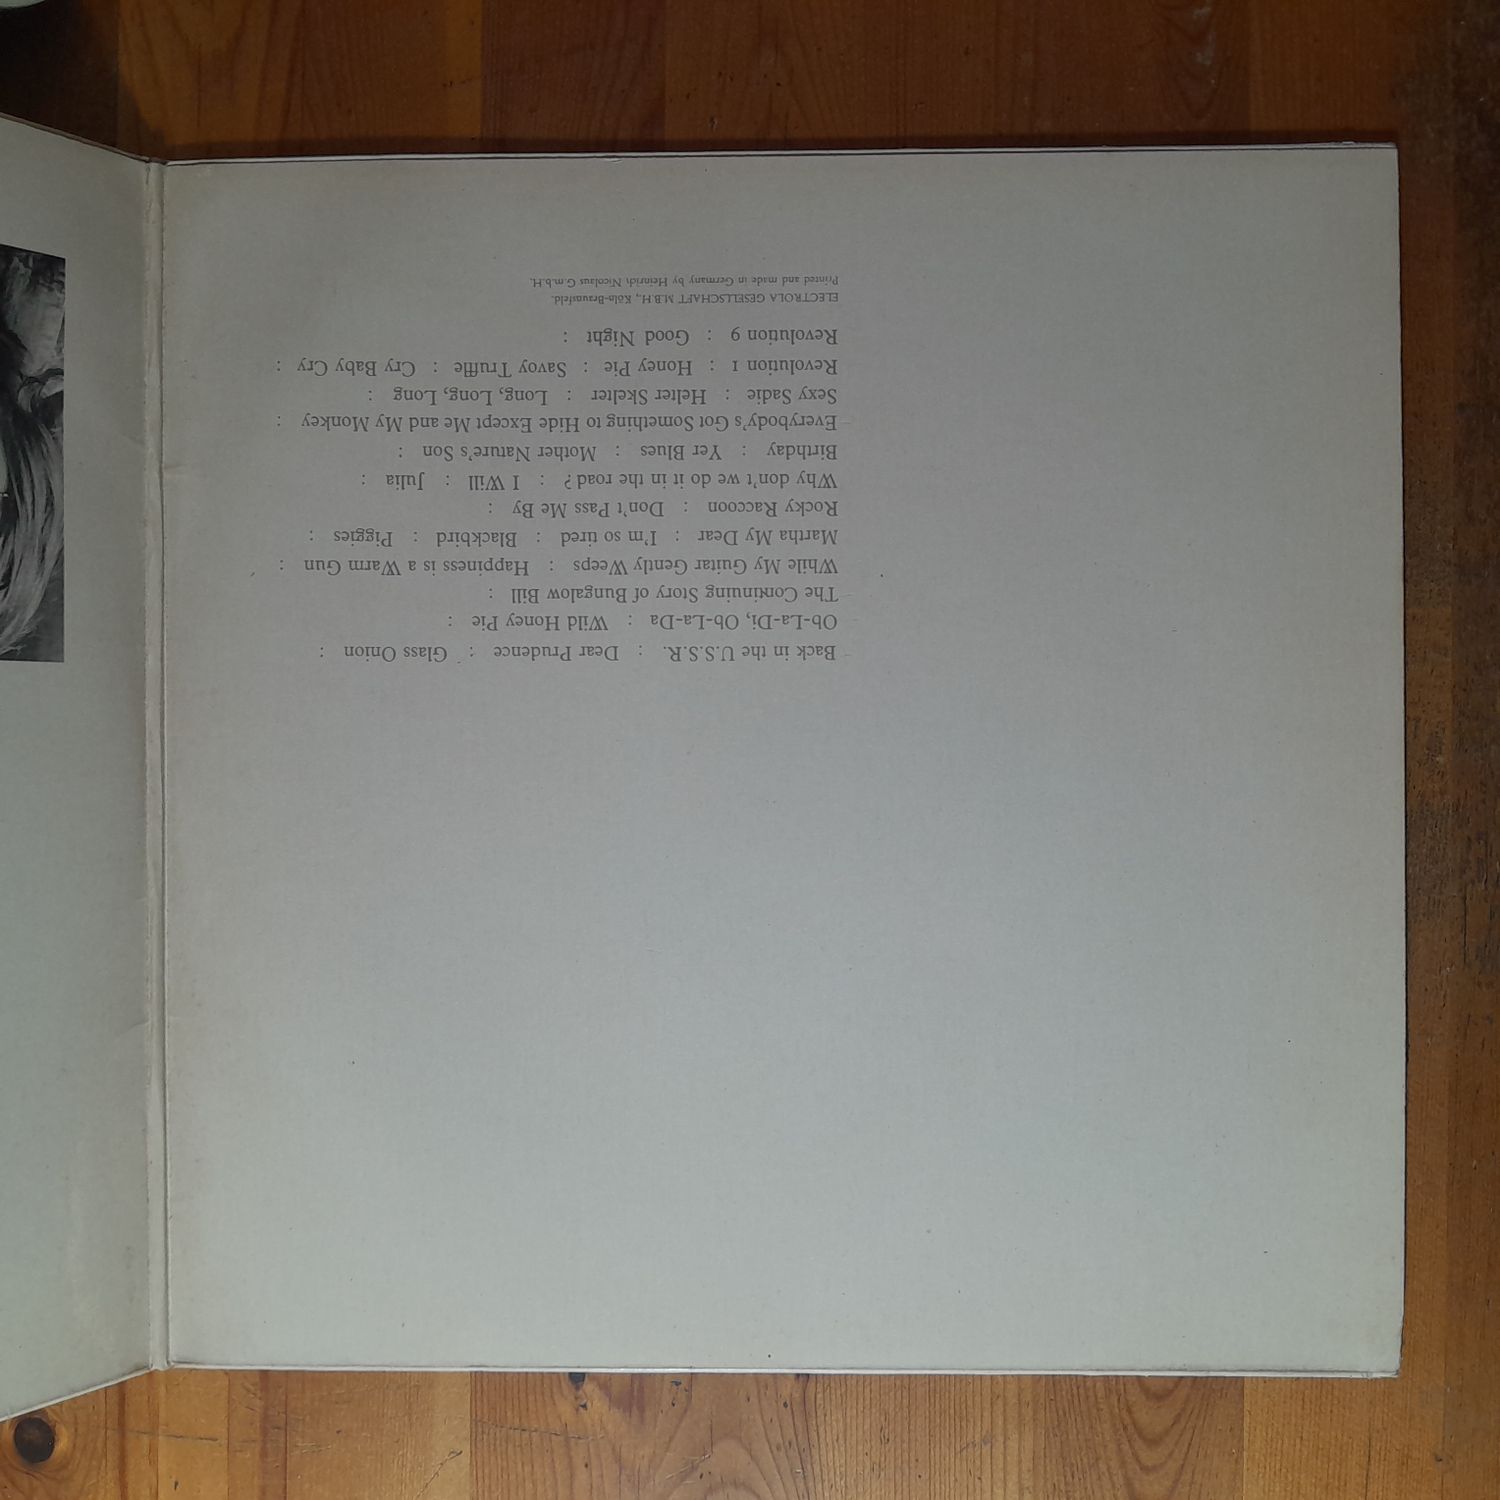 Back in the U.S.S.R. : Dear Prudence : Glass Onion :
Ob-La-Di, Ob-La-Da : Wild Honey Pie :
The Continuing Story of Bungalow Bill :
While My Guitar Gently Weeps : Happiness is a Warm Gun :
Martha My Dear : I'm so tired : Blackbird : Piggies :
Rocky Raccoon : Don't Pass Me By :
Why don't we do it in the road? : I Will : Julia :
Birthday : Yer Blues : Mother Nature's Son :
Everybody's Got Something to Hide Except Me and My Monkey :
Sexy Sadie : Helter Skelter : Long, Long, Long :
Revolution 1 : Honey Pie : Savoy Truffle : Cry Baby Cry :
Revolution 9 : Good Night :
ELECTROLA GESELLSCHAFT M.B.H., Köln-Braunsfeld.
Printed and made in Germany by Heinrich Nicolaus G.m.b.H.